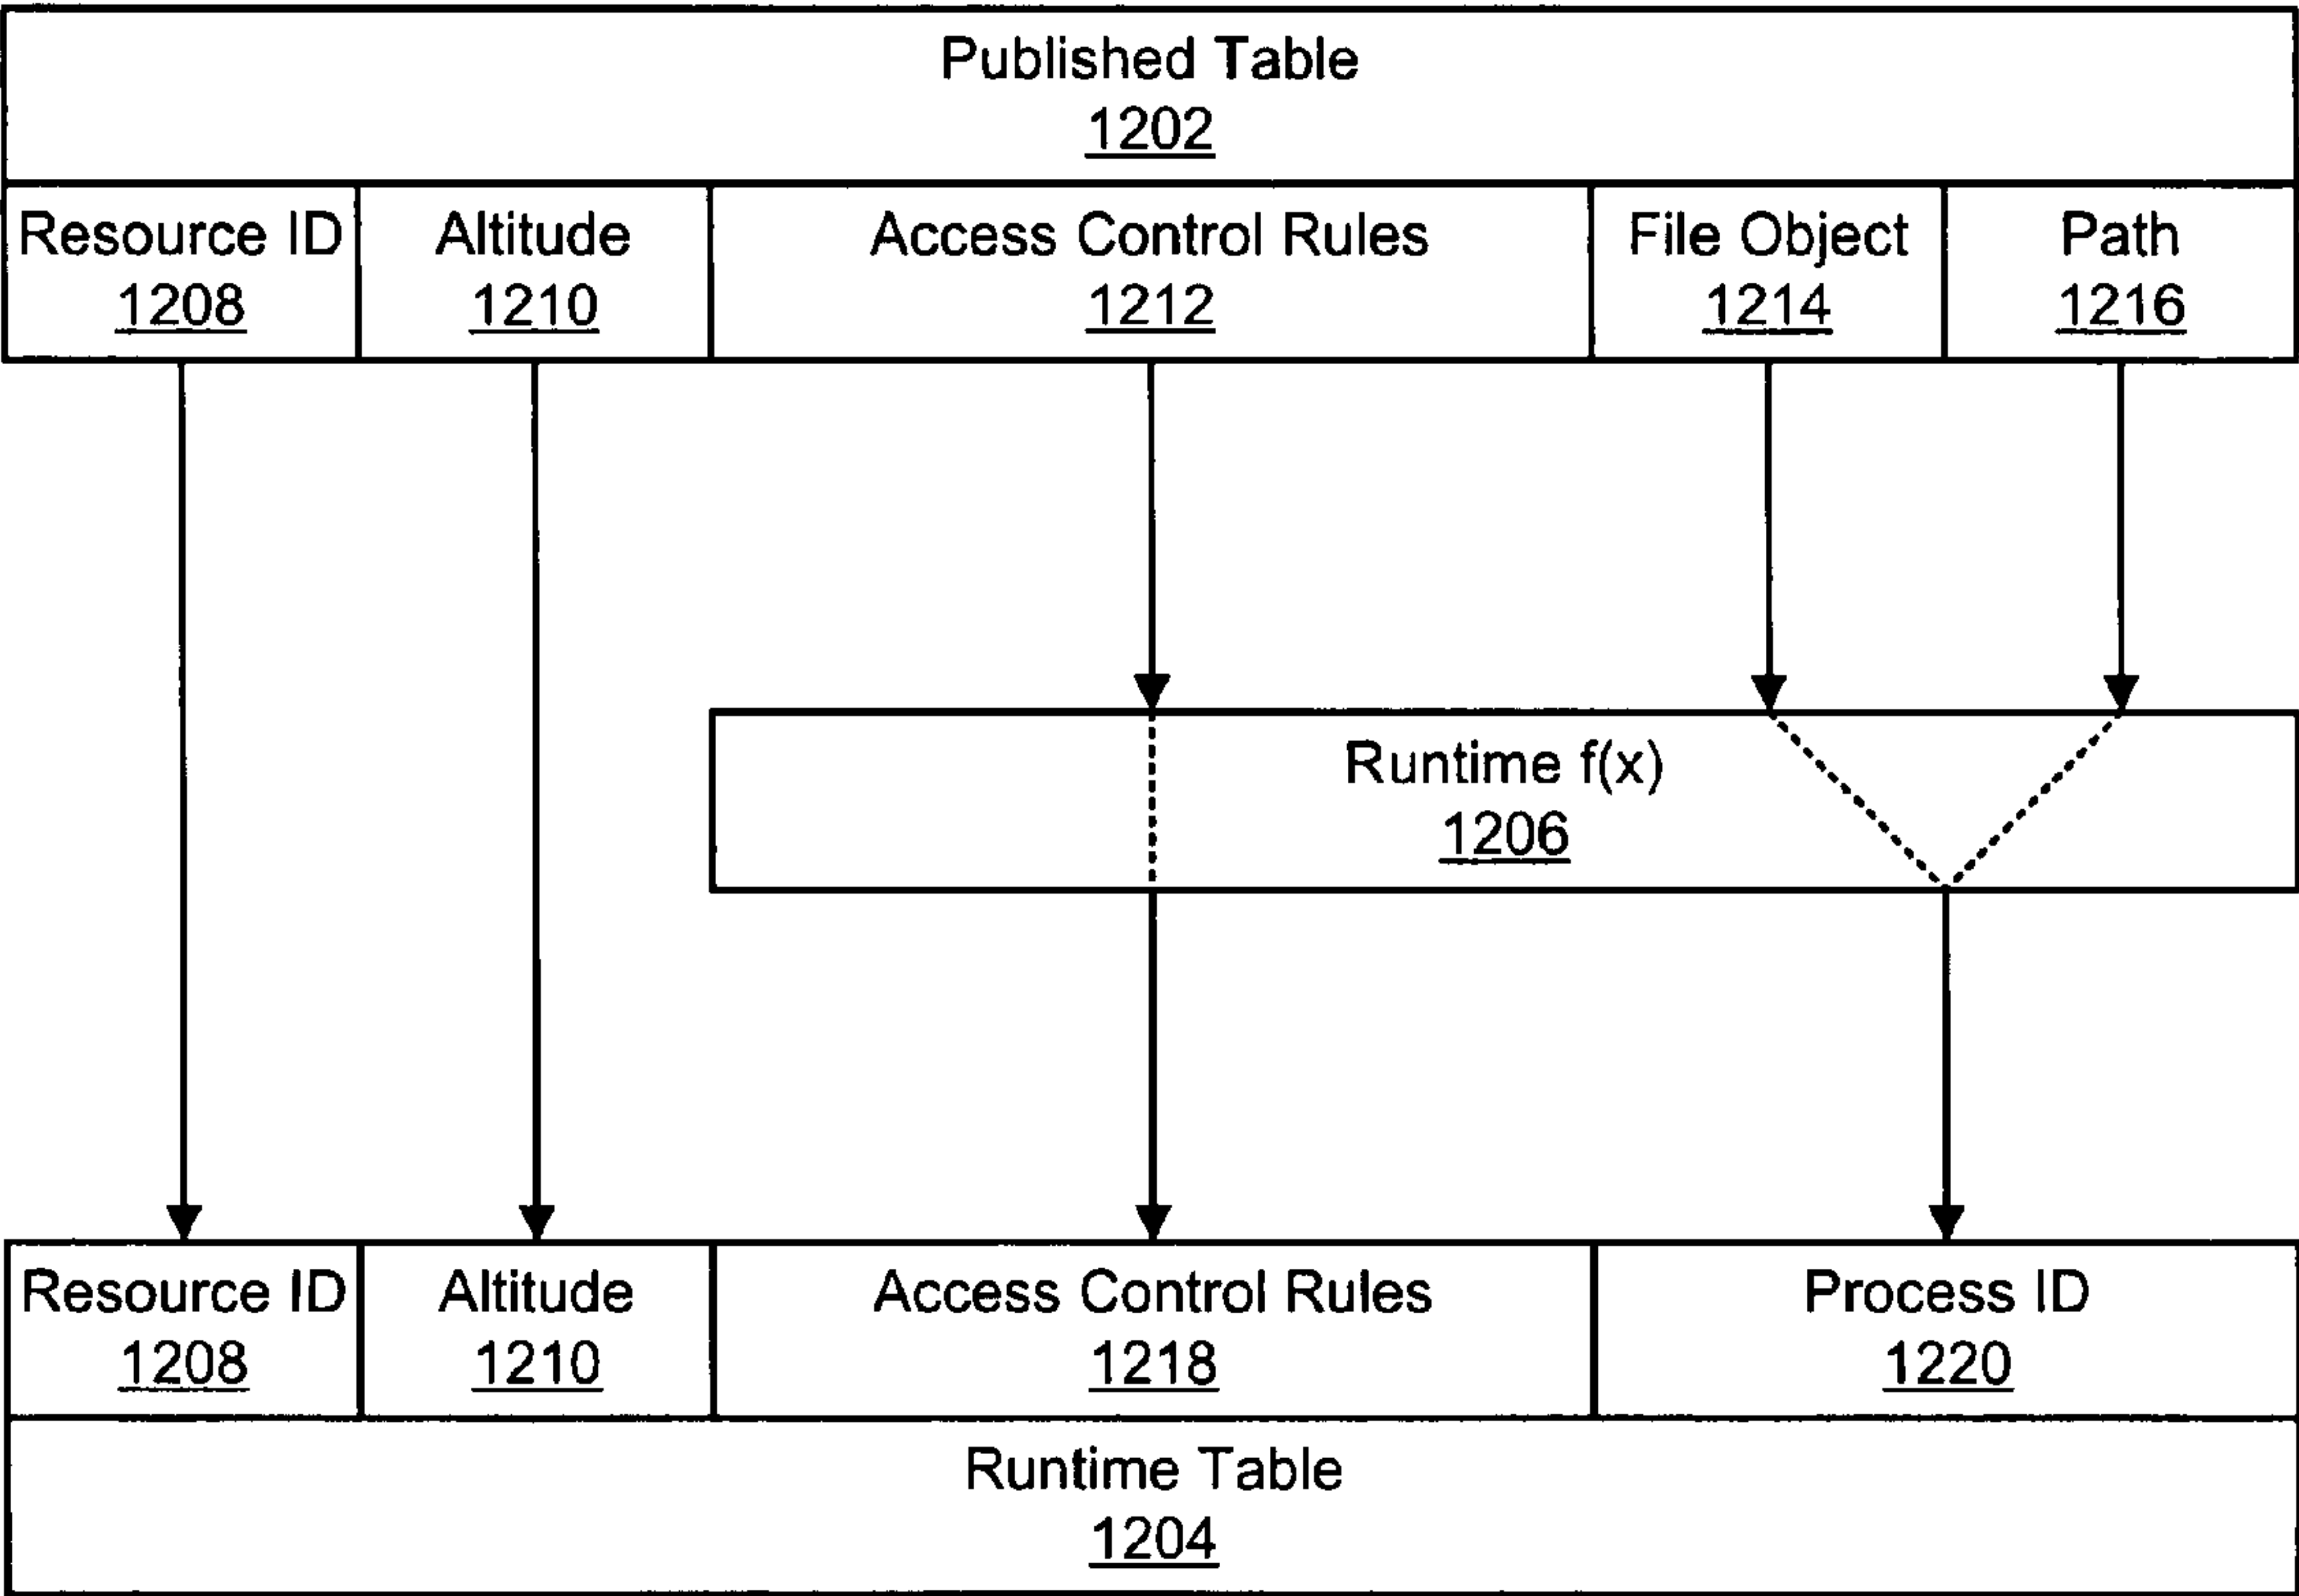 Published Table
1202
Resource ID
1208
Altitude
1210
Access Control Rules
1212
File Object
1214
Path
1216
Runtime f(x)
1206
Resource ID
1208
Altitude
1210
Access Control Rules
1218
Process ID
1220
Runtime Table
1204